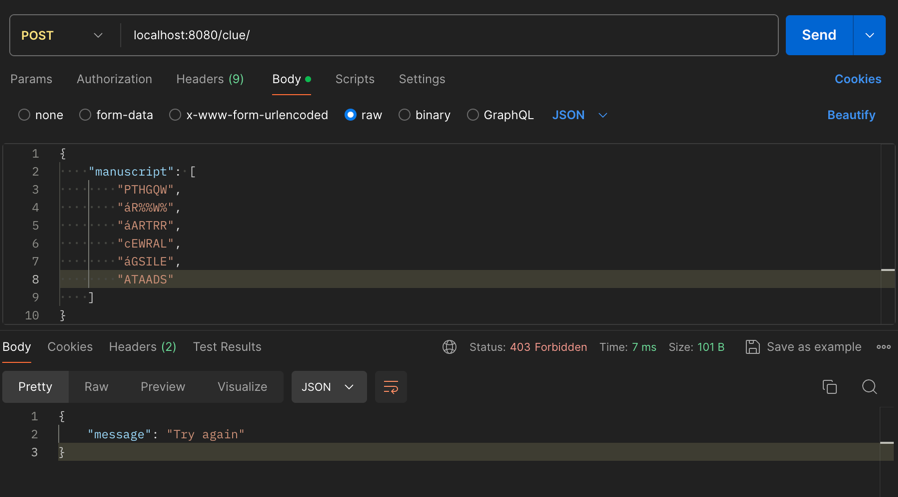 POST localhost:8080/clue/ Send
Params Authorization Headers (9) Body Scripts Settings Cookies
none form-data x-www-form-urlencoded raw binary GraphQL JSON Beautify
1 {
2 "manuscript": [
3 "PTHGQW",
4 "áR%%W%",
5 "áARTRR",
6 "cEWRAL",
7 "áGSILE",
8 "ATAADS"
9 ]
10 }
Body Cookies Headers (2) Test Results Status: 403 Forbidden Time: 7 ms Size: 101 B Save as example
Pretty Raw Preview Visualize JSON
1 {
2 "message": "Try again"
3 }